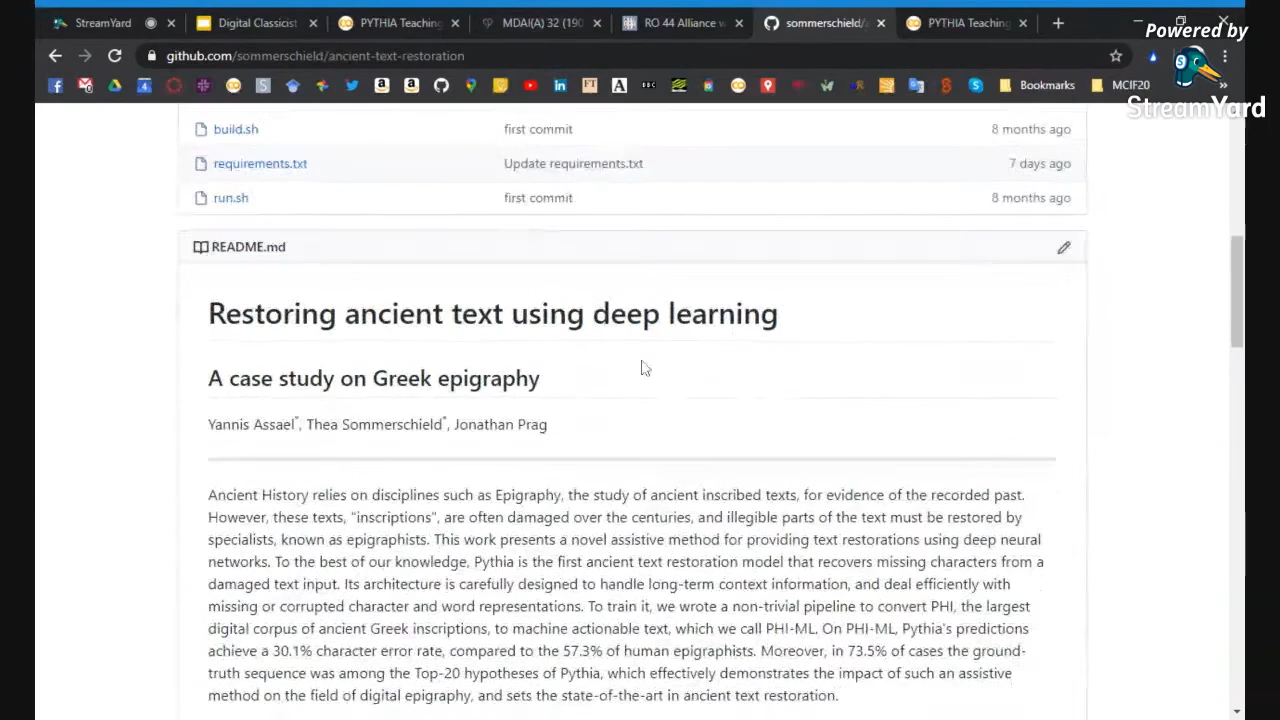 StreamYard
Digital Classicist
PYTHIA Teaching
MDAI(A) 32 (190
RO 44 Alliance w
sommerschield/
PYTHIA Teaching
Powered by
github.com/sommerschield/ancient-text-restoration
Bookmarks
MCIF20
StreamYard
build.sh first commit 8 months ago
requirements.txt Update requirements.txt 7 days ago
run.sh first commit 8 months ago
README.md
Restoring ancient text using deep learning
A case study on Greek epigraphy
Yannis Assael*, Thea Sommerschield*, Jonathan Prag
Ancient History relies on disciplines such as Epigraphy, the study of ancient inscribed texts, for evidence of the recorded past.
However, these texts, "inscriptions", are often damaged over the centuries, and illegible parts of the text must be restored by
specialists, known as epigraphists. This work presents a novel assistive method for providing text restorations using deep neural
networks. To the best of our knowledge, Pythia is the first ancient text restoration model that recovers missing characters from a
damaged text input. Its architecture is carefully designed to handle long-term context information, and deal efficiently with
missing or corrupted character and word representations. To train it, we wrote a non-trivial pipeline to convert PHI, the largest
digital corpus of ancient Greek inscriptions, to machine actionable text, which we call PHI-ML. On PHI-ML, Pythia's predictions
achieve a 30.1% character error rate, compared to the 57.3% of human epigraphists. Moreover, in 73.5% of cases the ground-
truth sequence was among the Top-20 hypotheses of Pythia, which effectively demonstrates the impact of such an assistive
method on the field of digital epigraphy, and sets the state-of-the-art in ancient text restoration.